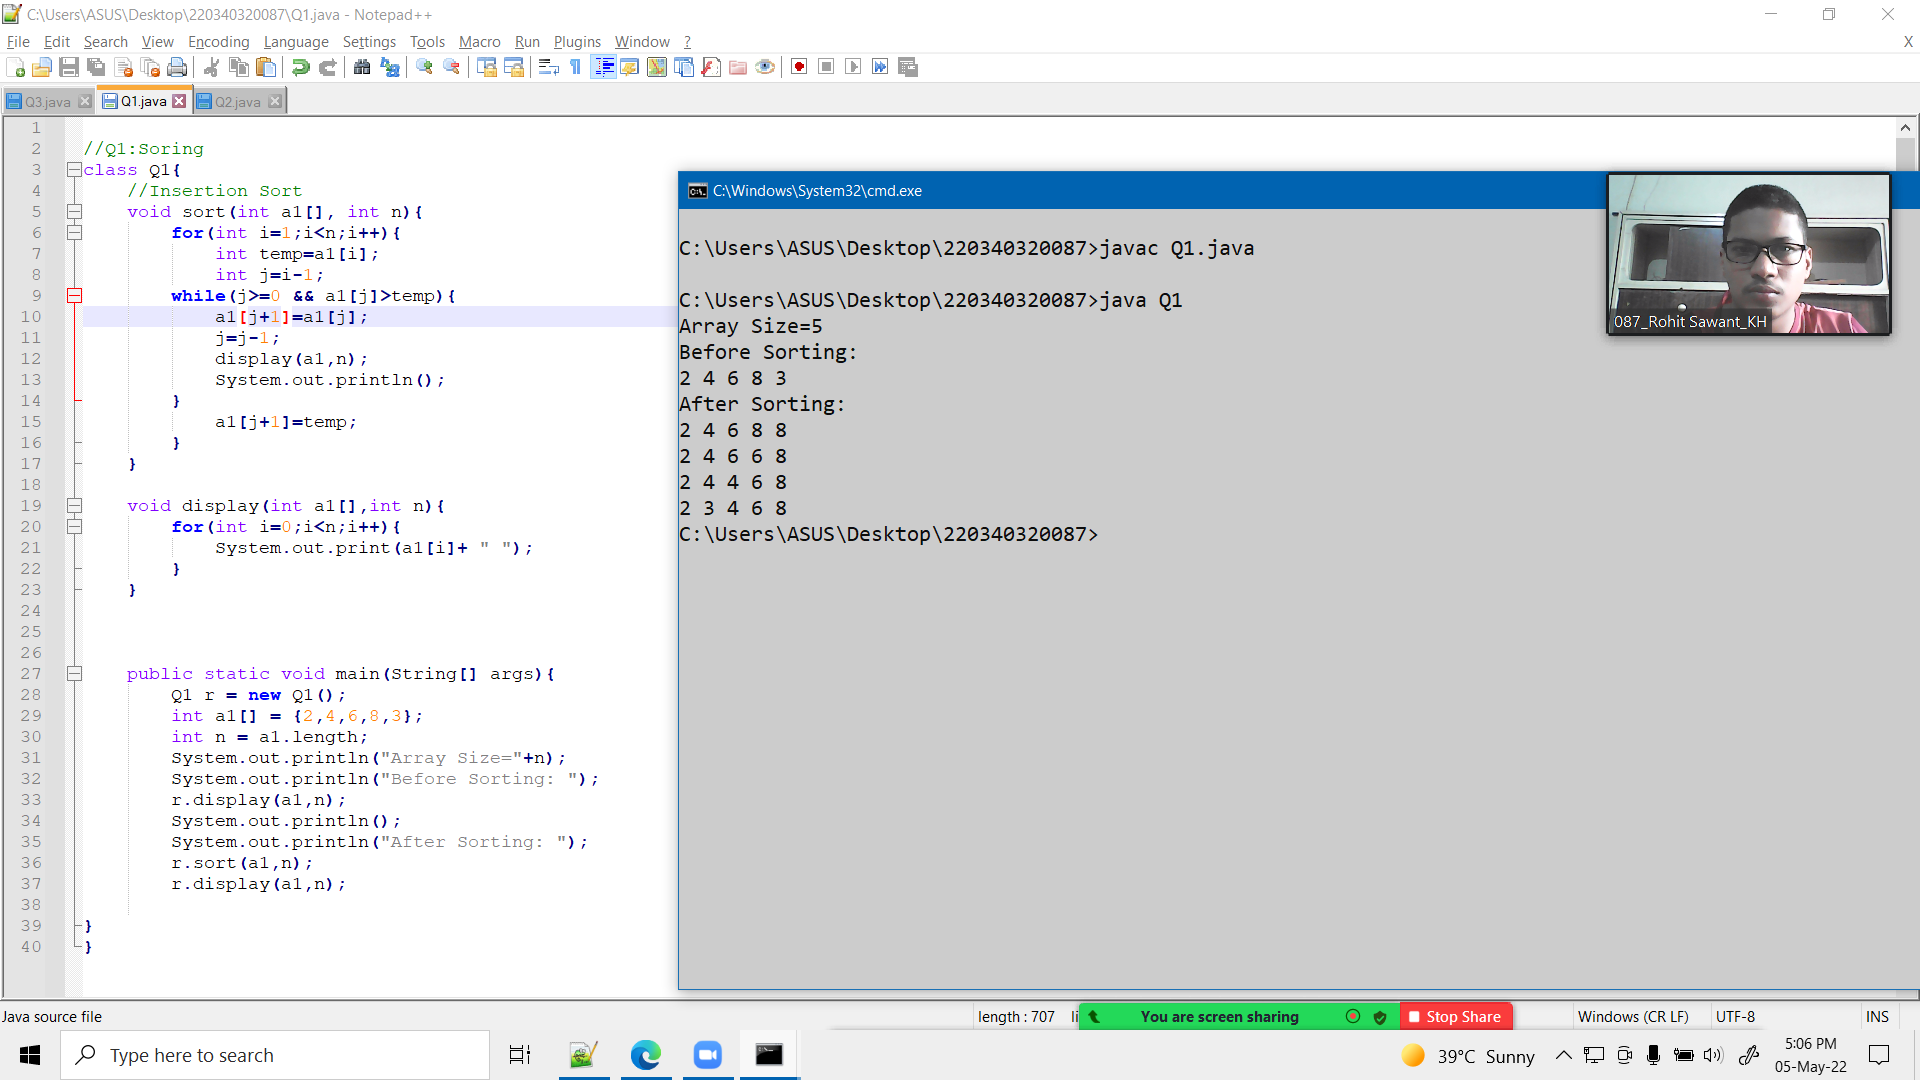 C:\Users\ASUS\Desktop\220340320087\Q1.java - Notepad++
File Edit Search View Encoding Language Settings Tools Macro Run Plugins Window ? X
Q3.java Q1.java Q2.java
1
2 //Q1:Soring
3 class Q1{
4 //Insertion Sort
5 void sort(int a1[], int n){
6 for(int i=1;i<n;i++){
7 int temp=a1[i];
8 int j=i-1;
9 while(j>=0 && a1[j]>temp){
10 a1[j+1]=a1[j];
11 j=j-1;
12 display(a1,n);
13 System.out.println();
14 }
15 a1[j+1]=temp;
16 }
17 }
18
19 void display(int a1[],int n){
20 for(int i=0;i<n;i++){
21 System.out.print(a1[i]+ " ");
22 }
23 }
24
25
26
27 public static void main(String[] args){
28 Q1 r = new Q1();
29 int a1[] = {2,4,6,8,3};
30 int n = a1.length;
31 System.out.println("Array Size="+n);
32 System.out.println("Before Sorting: ");
33 r.display(a1,n);
34 System.out.println();
35 System.out.println("After Sorting: ");
36 r.sort(a1,n);
37 r.display(a1,n);
38
39 }
40 }
C:\Windows\System32\cmd.exe
C:\Users\ASUS\Desktop\220340320087>javac Q1.java
C:\Users\ASUS\Desktop\220340320087>java Q1
Array Size=5
Before Sorting:
2 4 6 8 3
After Sorting:
2 4 6 8 8
2 4 6 6 8
2 4 4 6 8
2 3 4 6 8
C:\Users\ASUS\Desktop\220340320087>
087_Rohit Sawant_KH
Java source file length : 707 li You are screen sharing Stop Share Windows (CR LF) UTF-8 INS
Type here to search 39°C Sunny 5:06 PM
05-May-22